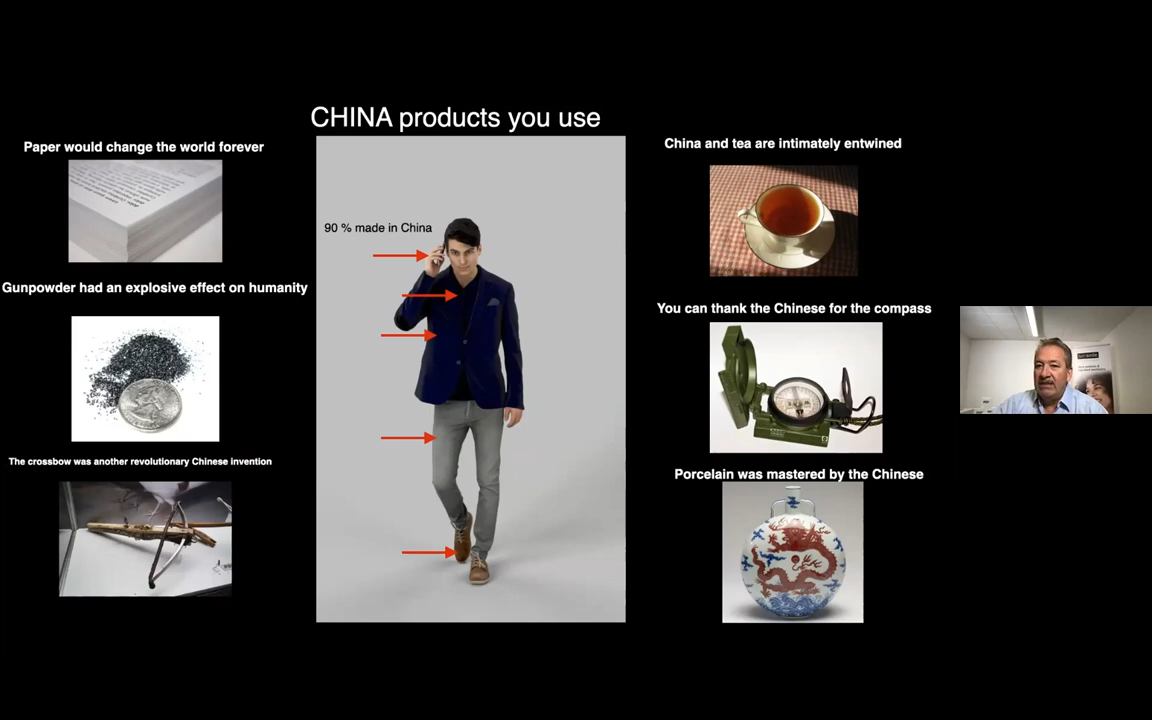 CHINA products you use
Paper would change the world forever
Gunpowder had an explosive effect on humanity
The crossbow was another revolutionary Chinese invention
90 % made in China
China and tea are intimately entwined
You can thank the Chinese for the compass
Porcelain was mastered by the Chinese